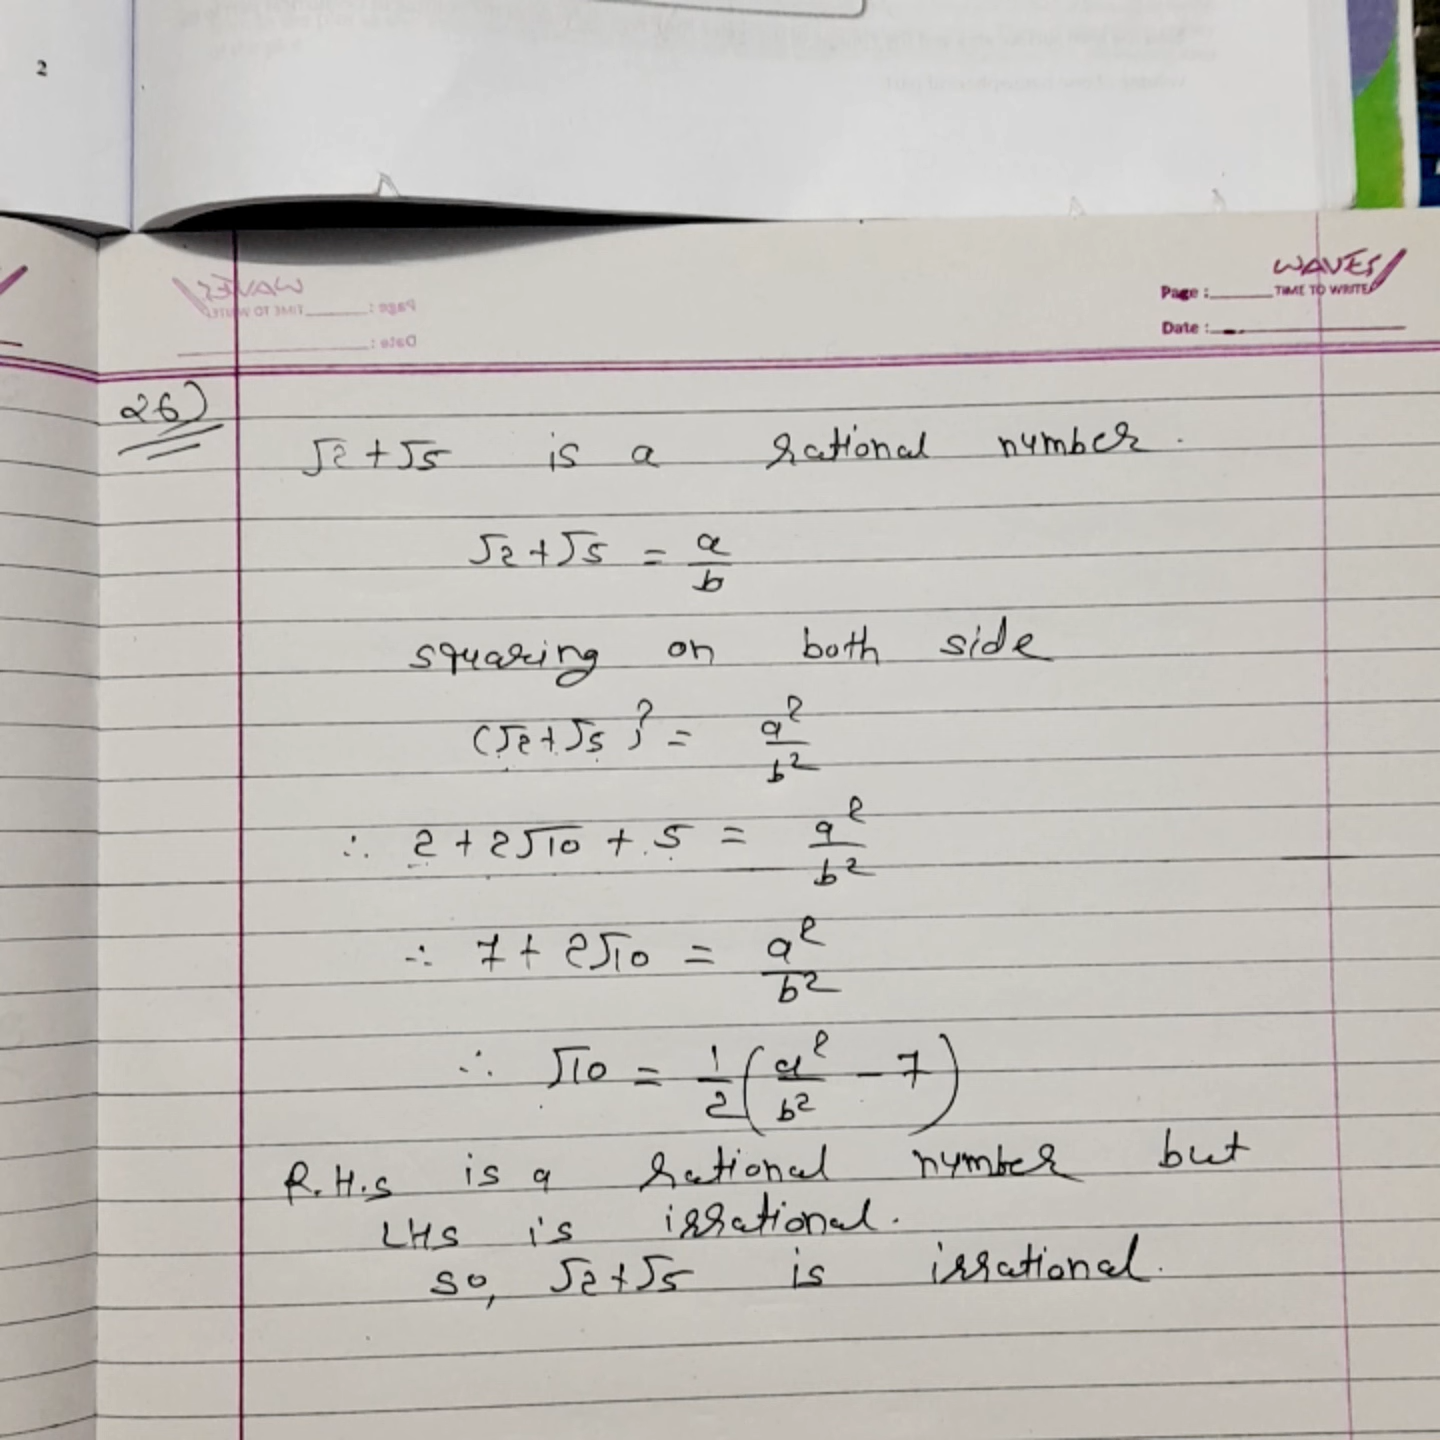 2
WAVES
Page : TIME TO WRITE
Date :
26)
√2+√5 is a rational number.
√2+√5 = a/b
squaring on both side
(√2+√5)² = a²/b²
∴ 2+2√10+5 = a²/b²
∴ 7+2√10 = a²/b²
∴ √10 = 1/2(a²/b² - 7)
R.H.S is a rational number but
LHS is irrational.
so, √2+√5 is irrational.